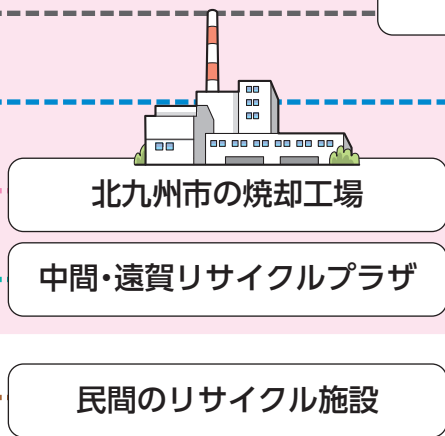 北九州市の焼却工場
中間・遠賀リサイクルプラザ
民間のリサイクル施設